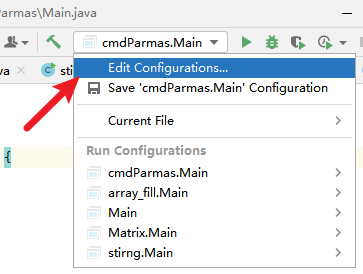 Parmas\Main.java
cmdParmas.Main
va stir
Edit Configurations...
Save 'cmdParmas.Main' Configuration
Current File
{
Run Configurations
cmdParmas.Main
array_fill.Main
Main
Matrix.Main
stirng.Main